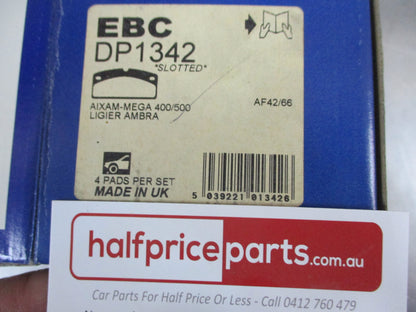 EBC
DP1342
"SLOTTED"
AIXAM-MEGA 400/500
LIGIER AMBRA
AF42/66
4 PADS PER SET
MADE IN UK
5 039221 013426
halfpriceparts.com.au
Car Parts For Half Price Or Less - Call 0412 760 479